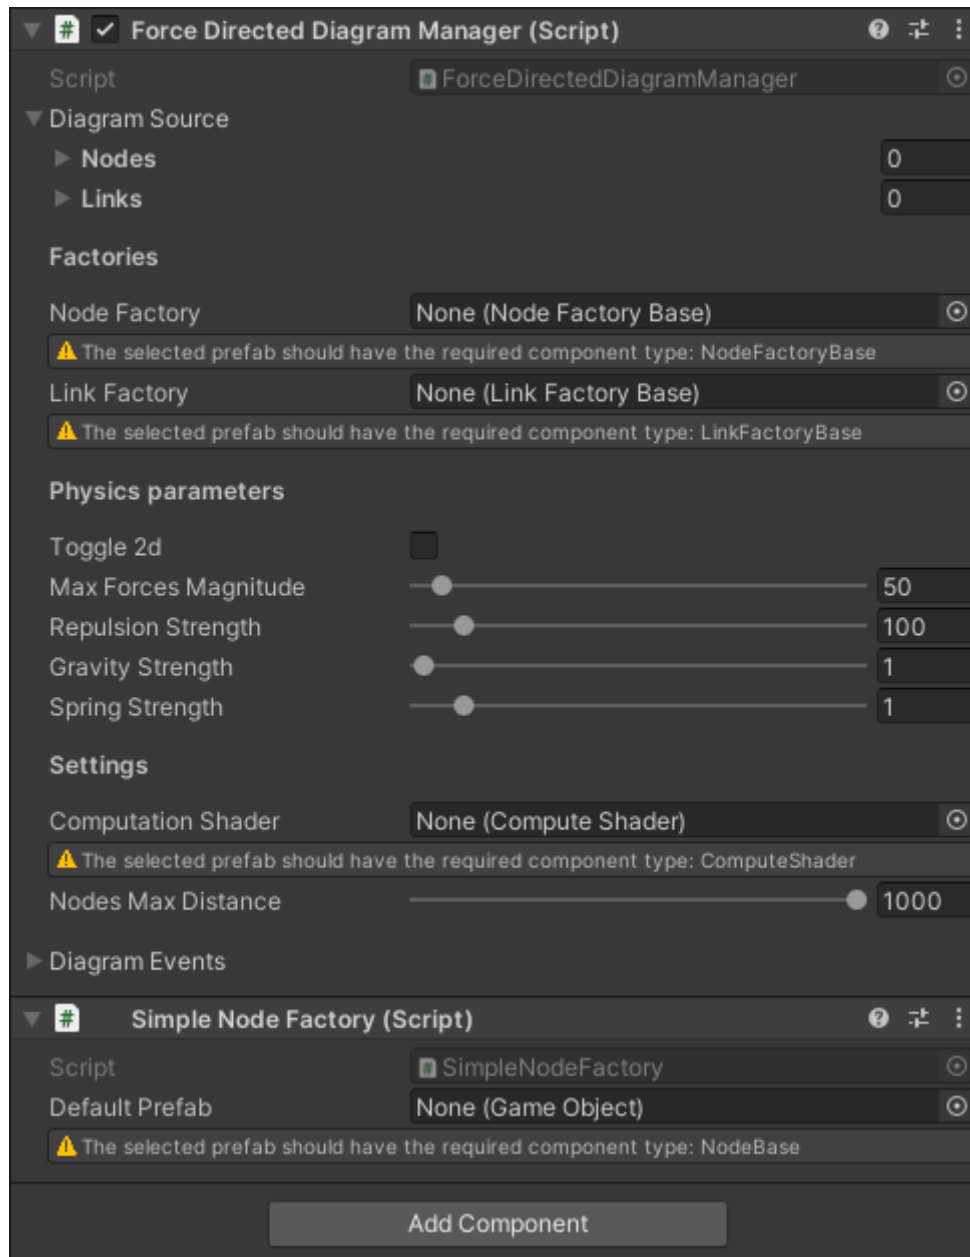 Force Directed Diagram Manager (Script)
Script ForceDirectedDiagramManager
Diagram Source
Nodes 0
Links 0
Factories
Node Factory None (Node Factory Base)
The selected prefab should have the required component type: NodeFactoryBase
Link Factory None (Link Factory Base)
The selected prefab should have the required component type: LinkFactoryBase
Physics parameters
Toggle 2d
Max Forces Magnitude 50
Repulsion Strength 100
Gravity Strength 1
Spring Strength 1
Settings
Computation Shader None (Compute Shader)
The selected prefab should have the required component type: ComputeShader
Nodes Max Distance 1000
Diagram Events
Simple Node Factory (Script)
Script SimpleNodeFactory
Default Prefab None (Game Object)
The selected prefab should have the required component type: NodeBase
Add Component